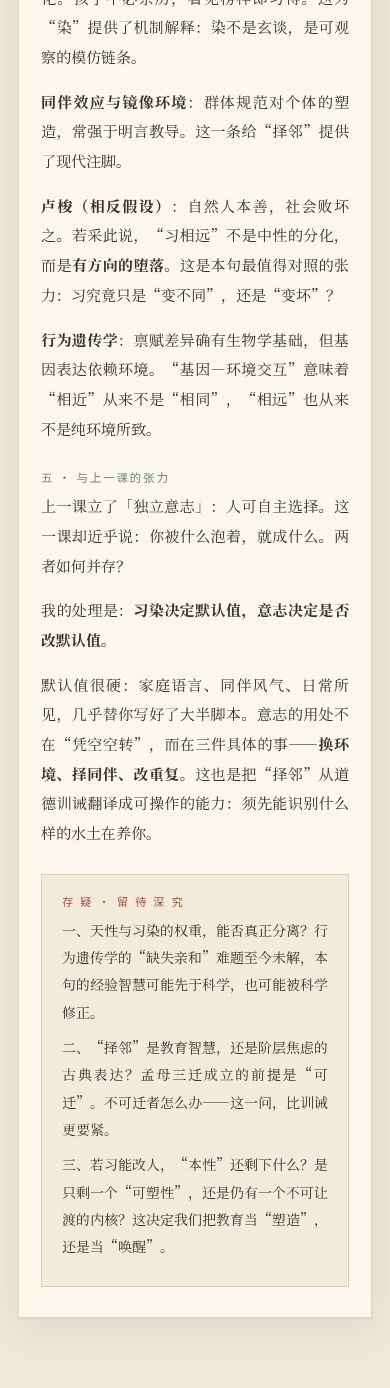 化。孩子不必亲历，看见榜样即习得。这为
“染”提供了机制解释：染不是玄谈，是可观
察的模仿链条。
同伴效应与镜像环境：群体规范对个体的塑
造，常强于明言教导。这一条给“择邻”提供
了现代注脚。
卢梭（相反假设）：自然人本善，社会败坏
之。若采此说，“习相远”不是中性的分化，
而是有方向的堕落。这是本句最值得对照的张
力：习究竟只是“变不同”，还是“变坏”？
行为遗传学：禀赋差异确有生物学基础，但基
因表达依赖环境。“基因—环境交互”意味着
“相近”从来不是“相同”，“相远”也从来
不是纯环境所致。
五 · 与上一课的张力
上一课立了「独立意志」：人可自主选择。这
一课却近乎说：你被什么泡着，就成什么。两
者如何并存？
我的处理是：习染决定默认值，意志决定是否
改默认值。
默认值很硬：家庭语言、同伴风气、日常所
见，几乎替你写好了大半脚本。意志的用处不
在“凭空空转”，而在三件具体的事——换环
境、择同伴、改重复。这也是把“择邻”从道
德训诫翻译成可操作的能力：须先能识别什么
样的水土在养你。
存疑 · 留待深究
一、天性与习染的权重，能否真正分离？行
为遗传学的“缺失亲和”难题至今未解，本
句的经验智慧可能先于科学，也可能被科学
修正。
二、“择邻”是教育智慧，还是阶层焦虑的
古典表达？孟母三迁成立的前提是“可
迁”。不可迁者怎么办——这一问，比训诫
更要紧。
三、若习能改人，“本性”还剩下什么？是
只剩一个“可塑性”，还是仍有一个不可让
渡的内核？这决定我们把教育当“塑造”，
还是当“唤醒”。